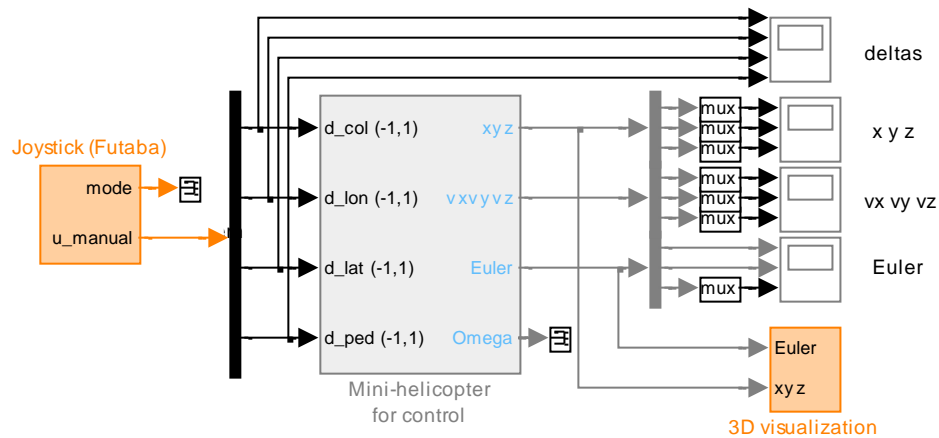 deltas
Joystick (Futaba)
mode
u_manual
d_col (-1,1)
d_lon (-1,1)
d_lat (-1,1)
d_ped (-1,1)
xyz
vxvyvz
Euler
Omega
Mini-helicopter
for control
mux
mux
mux
x y z
mux
mux
mux
vx vy vz
mux
Euler
Euler
xyz
3D visualization